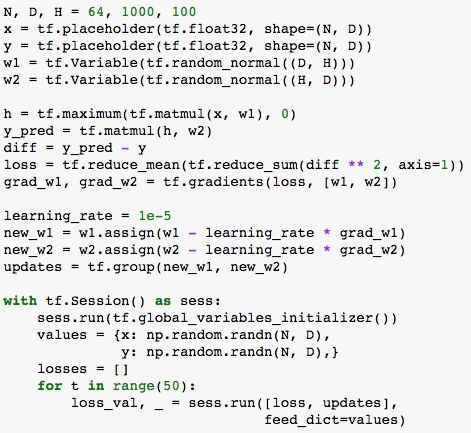 N, D, H = 64, 1000, 100
x = tf.placeholder(tf.float32, shape=(N, D))
y = tf.placeholder(tf.float32, shape=(N, D))
w1 = tf.Variable(tf.random_normal((D, H)))
w2 = tf.Variable(tf.random_normal((H, D)))

h = tf.maximum(tf.matmul(x, w1), 0)
y_pred = tf.matmul(h, w2)
diff = y_pred - y
loss = tf.reduce_mean(tf.reduce_sum(diff ** 2, axis=1))
grad_w1, grad_w2 = tf.gradients(loss, [w1, w2])

learning_rate = 1e-5
new_w1 = w1.assign(w1 - learning_rate * grad_w1)
new_w2 = w2.assign(w2 - learning_rate * grad_w2)
updates = tf.group(new_w1, new_w2)

with tf.Session() as sess:
    sess.run(tf.global_variables_initializer())
    values = {x: np.random.randn(N, D),
              y: np.random.randn(N, D),}
    losses = []
    for t in range(50):
        loss_val, _ = sess.run([loss, updates],
                               feed_dict=values)